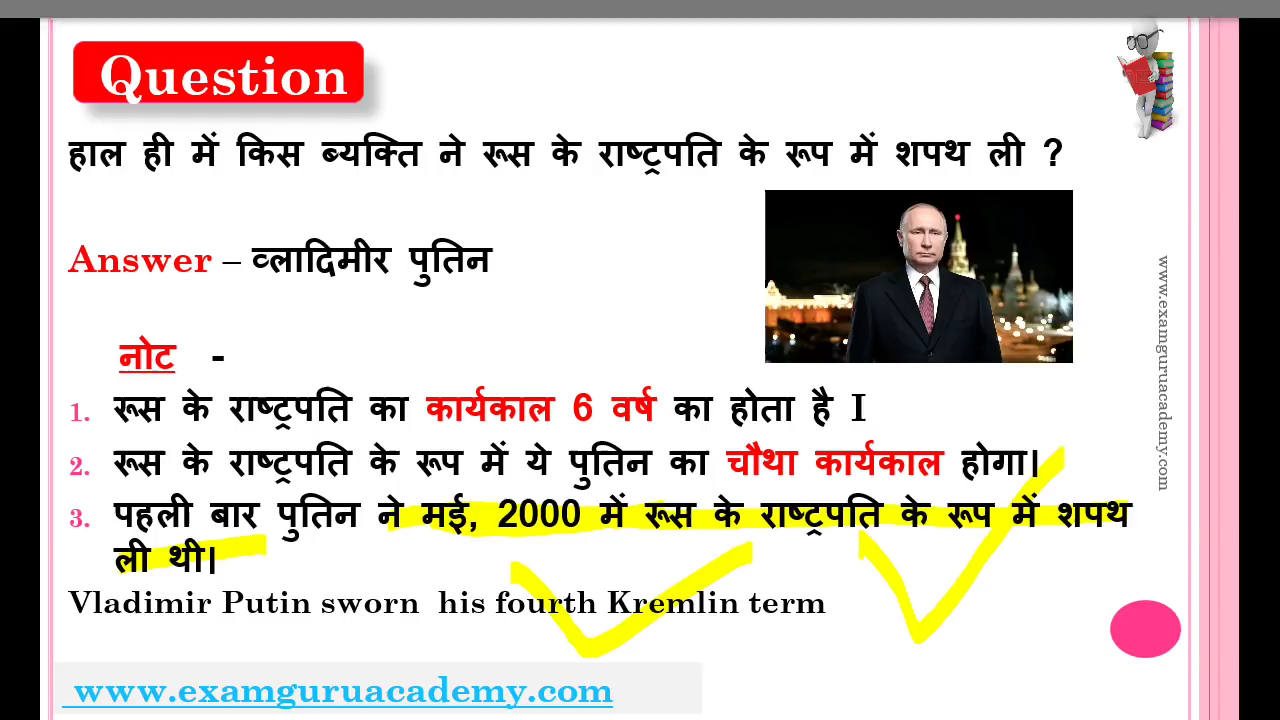 Question
हाल ही में किस ब्यक्ति ने रूस के राष्ट्रपति के रूप में शपथ ली ?
Answer – व्लादिमीर पुतिन
नोट -
1. रूस के राष्ट्रपति का कार्यकाल 6 वर्ष का होता है I
2. रूस के राष्ट्रपति के रूप में ये पुतिन का चौथा कार्यकाल होगा।
3. पहली बार पुतिन ने मई, 2000 में रूस के राष्ट्रपति के रूप में शपथ
ली थी।
Vladimir Putin sworn his fourth Kremlin term
www.examguruacademy.com
www.examguruacademy.com